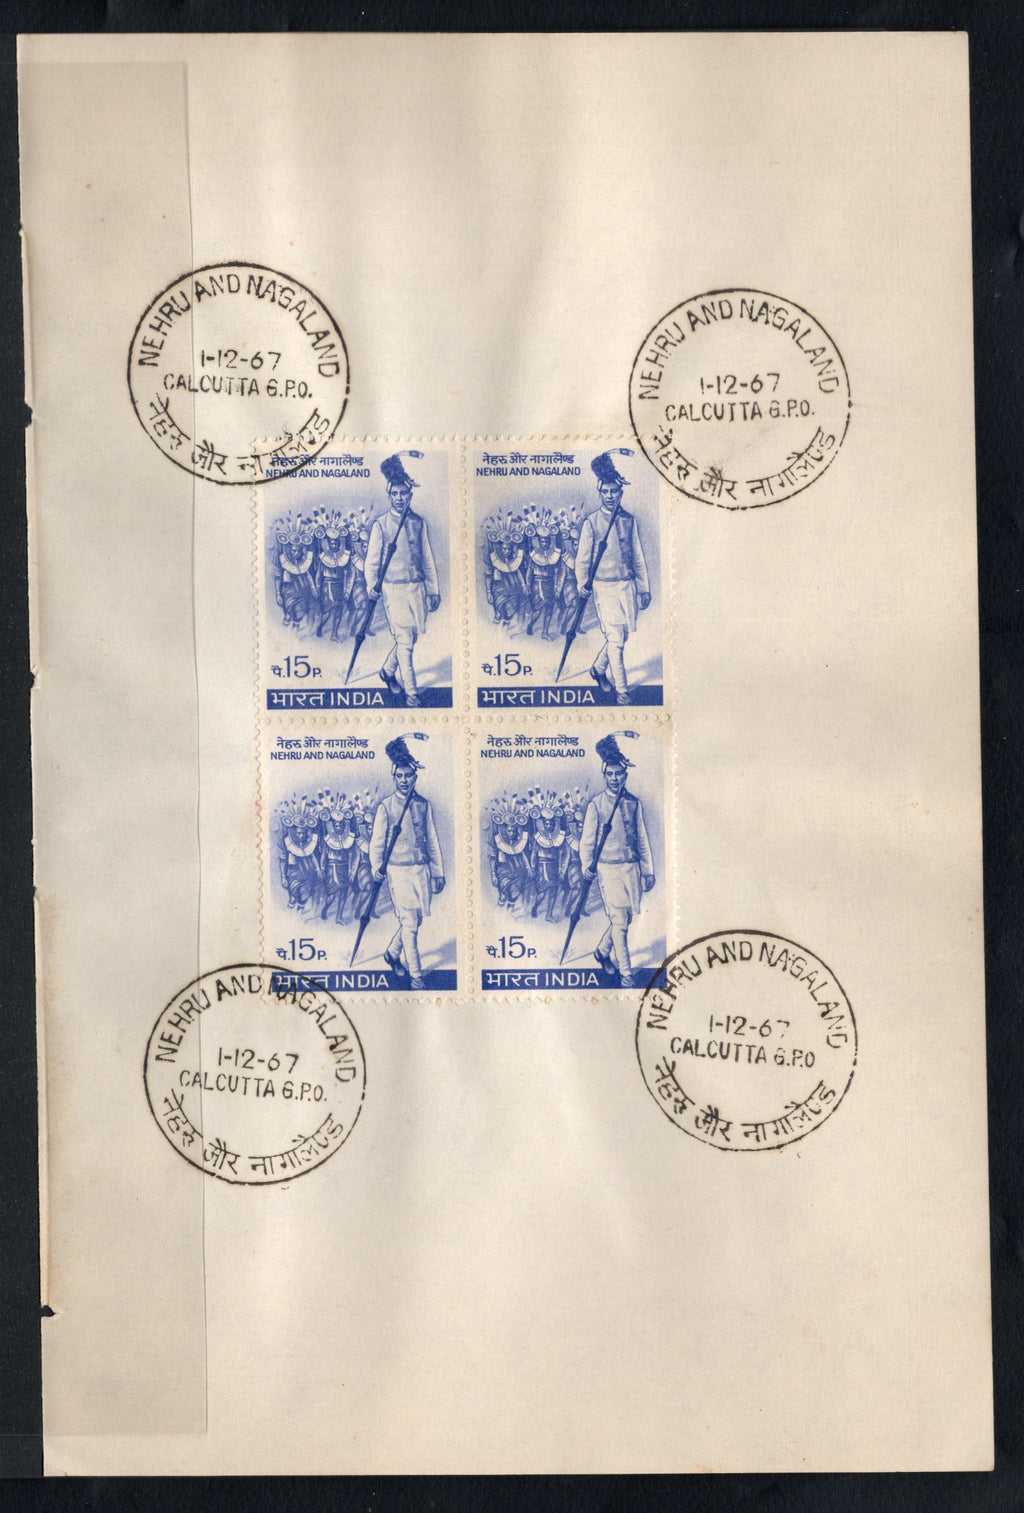 NEHRU AND NAGALAND
1-12-67
CALCUTTA G.P.O.
नेहरु और नागालैण्ड
NEHRU AND NAGALAND
1-12-67
CALCUTTA G.P.O.
नेहरु और नागालैण्ड
नेहरू और नागालैण्ड
NEHRU AND NAGALAND
पै.15P.
भारत INDIA
नेहरू और नागालैण्ड
NEHRU AND NAGALAND
पै.15P.
भारत INDIA
नेहरू और नागालैण्ड
NEHRU AND NAGALAND
पै.15P.
भारत INDIA
नेहरू और नागालैण्ड
NEHRU AND NAGALAND
पै.15P.
भारत INDIA
NEHRU AND NAGALAND
1-12-67
CALCUTTA G.P.O.
नेहरु और नागालैण्ड
NEHRU AND NAGALAND
1-12-67
CALCUTTA G.P.O
नेहरु और नागालैण्ड